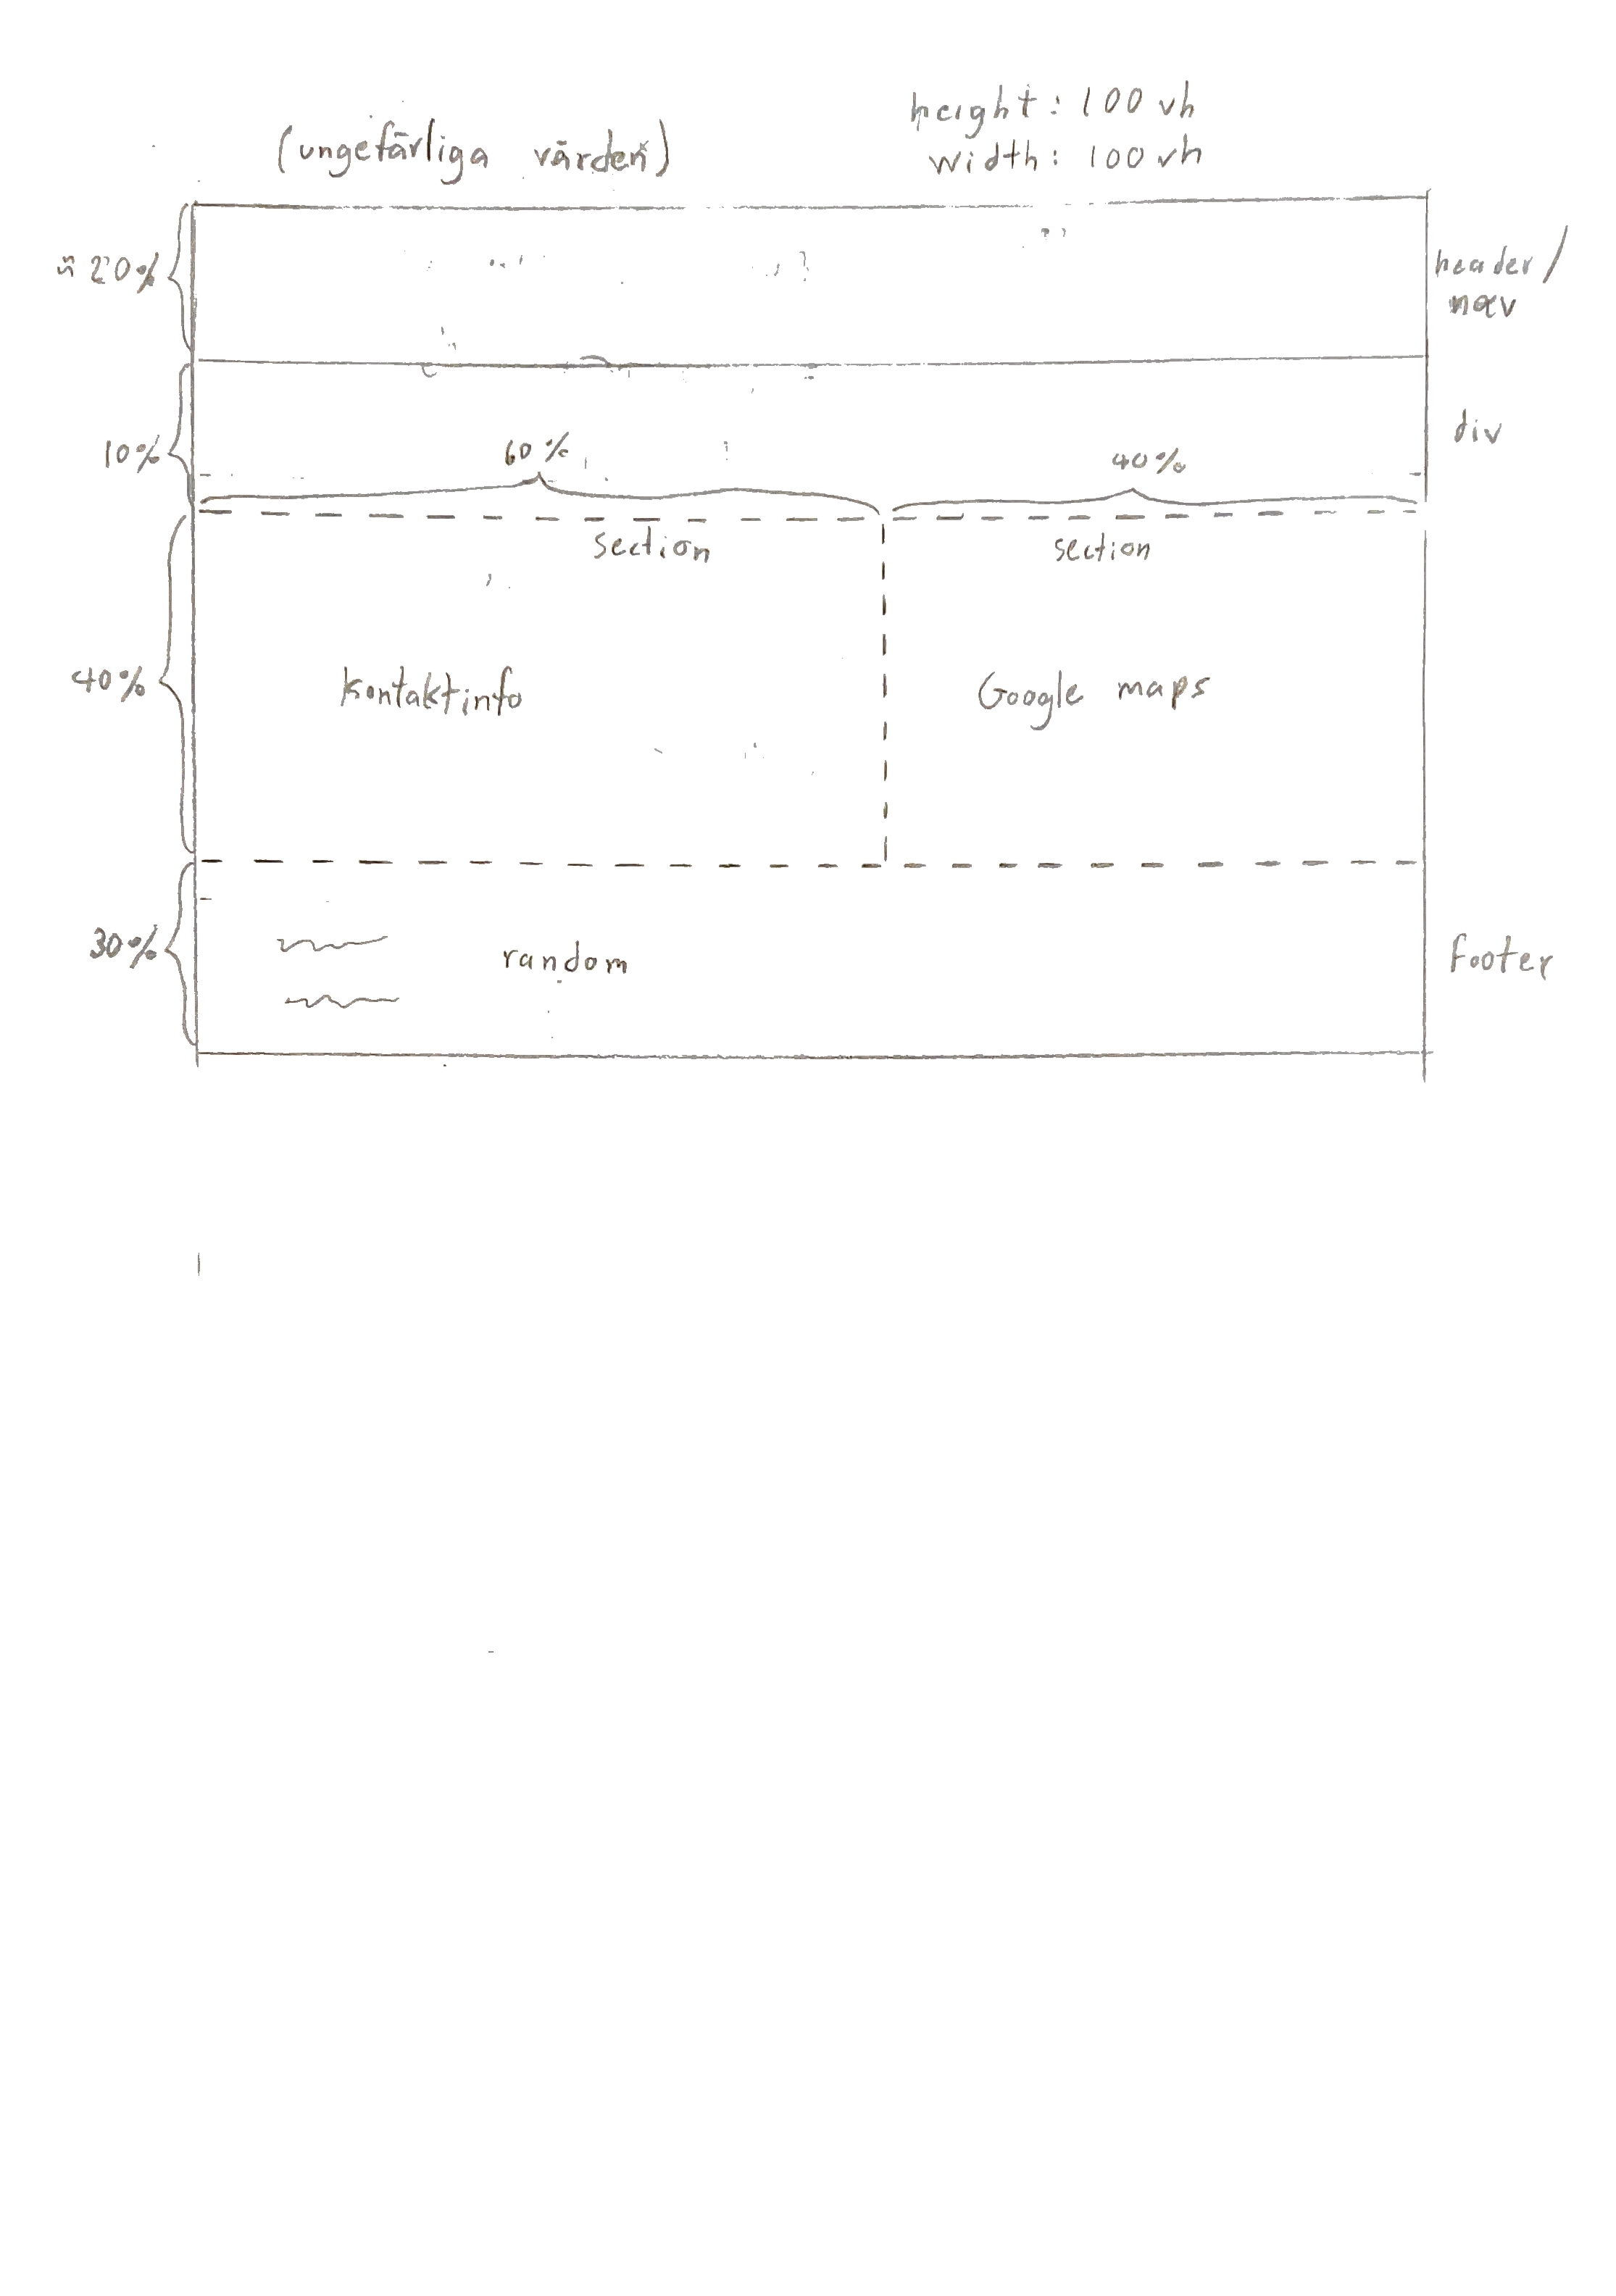 height: 100 vh
(ungefärliga värden)
width: 100 vh
20%
header/
nav
10%
div
60%
40%
section
section
40%
Kontaktinfo
Google maps
30%
random
Footer